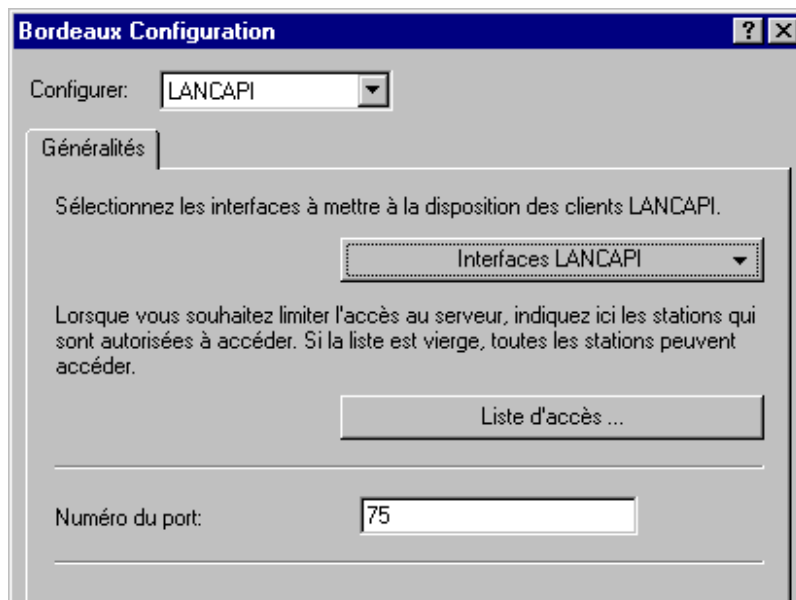 Bordeaux Configuration
Configurer: LANCAPI
Généralités
Sélectionnez les interfaces à mettre à la disposition des clients LANCAPI.
Interfaces LANCAPI
Lorsque vous souhaitez limiter l'accès au serveur, indiquez ici les stations qui
sont autorisées à accéder. Si la liste est vierge, toutes les stations peuvent
accéder.
Liste d'accès ...
Numéro du port: 75